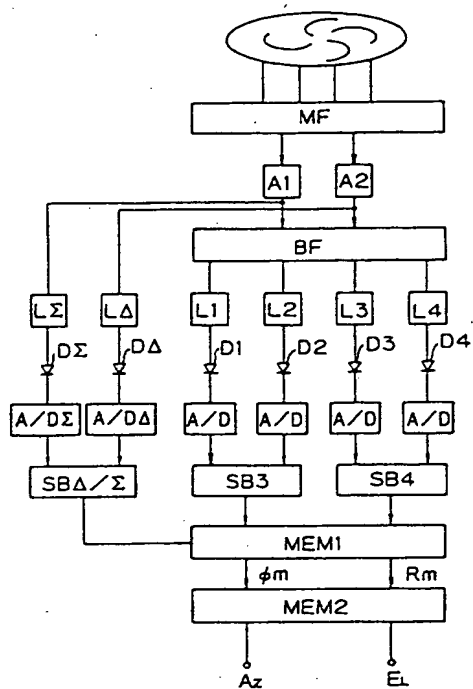 MF
A1 A2
BF
LΣ LΔ L1 L2 L3 L4
DΣ DΔ D1 D2 D3 D4
A/DΣ A/DΔ A/D A/D A/D A/D
SBΔ/Σ SB3 SB4
MEM1
φm Rm
MEM2
Az EL